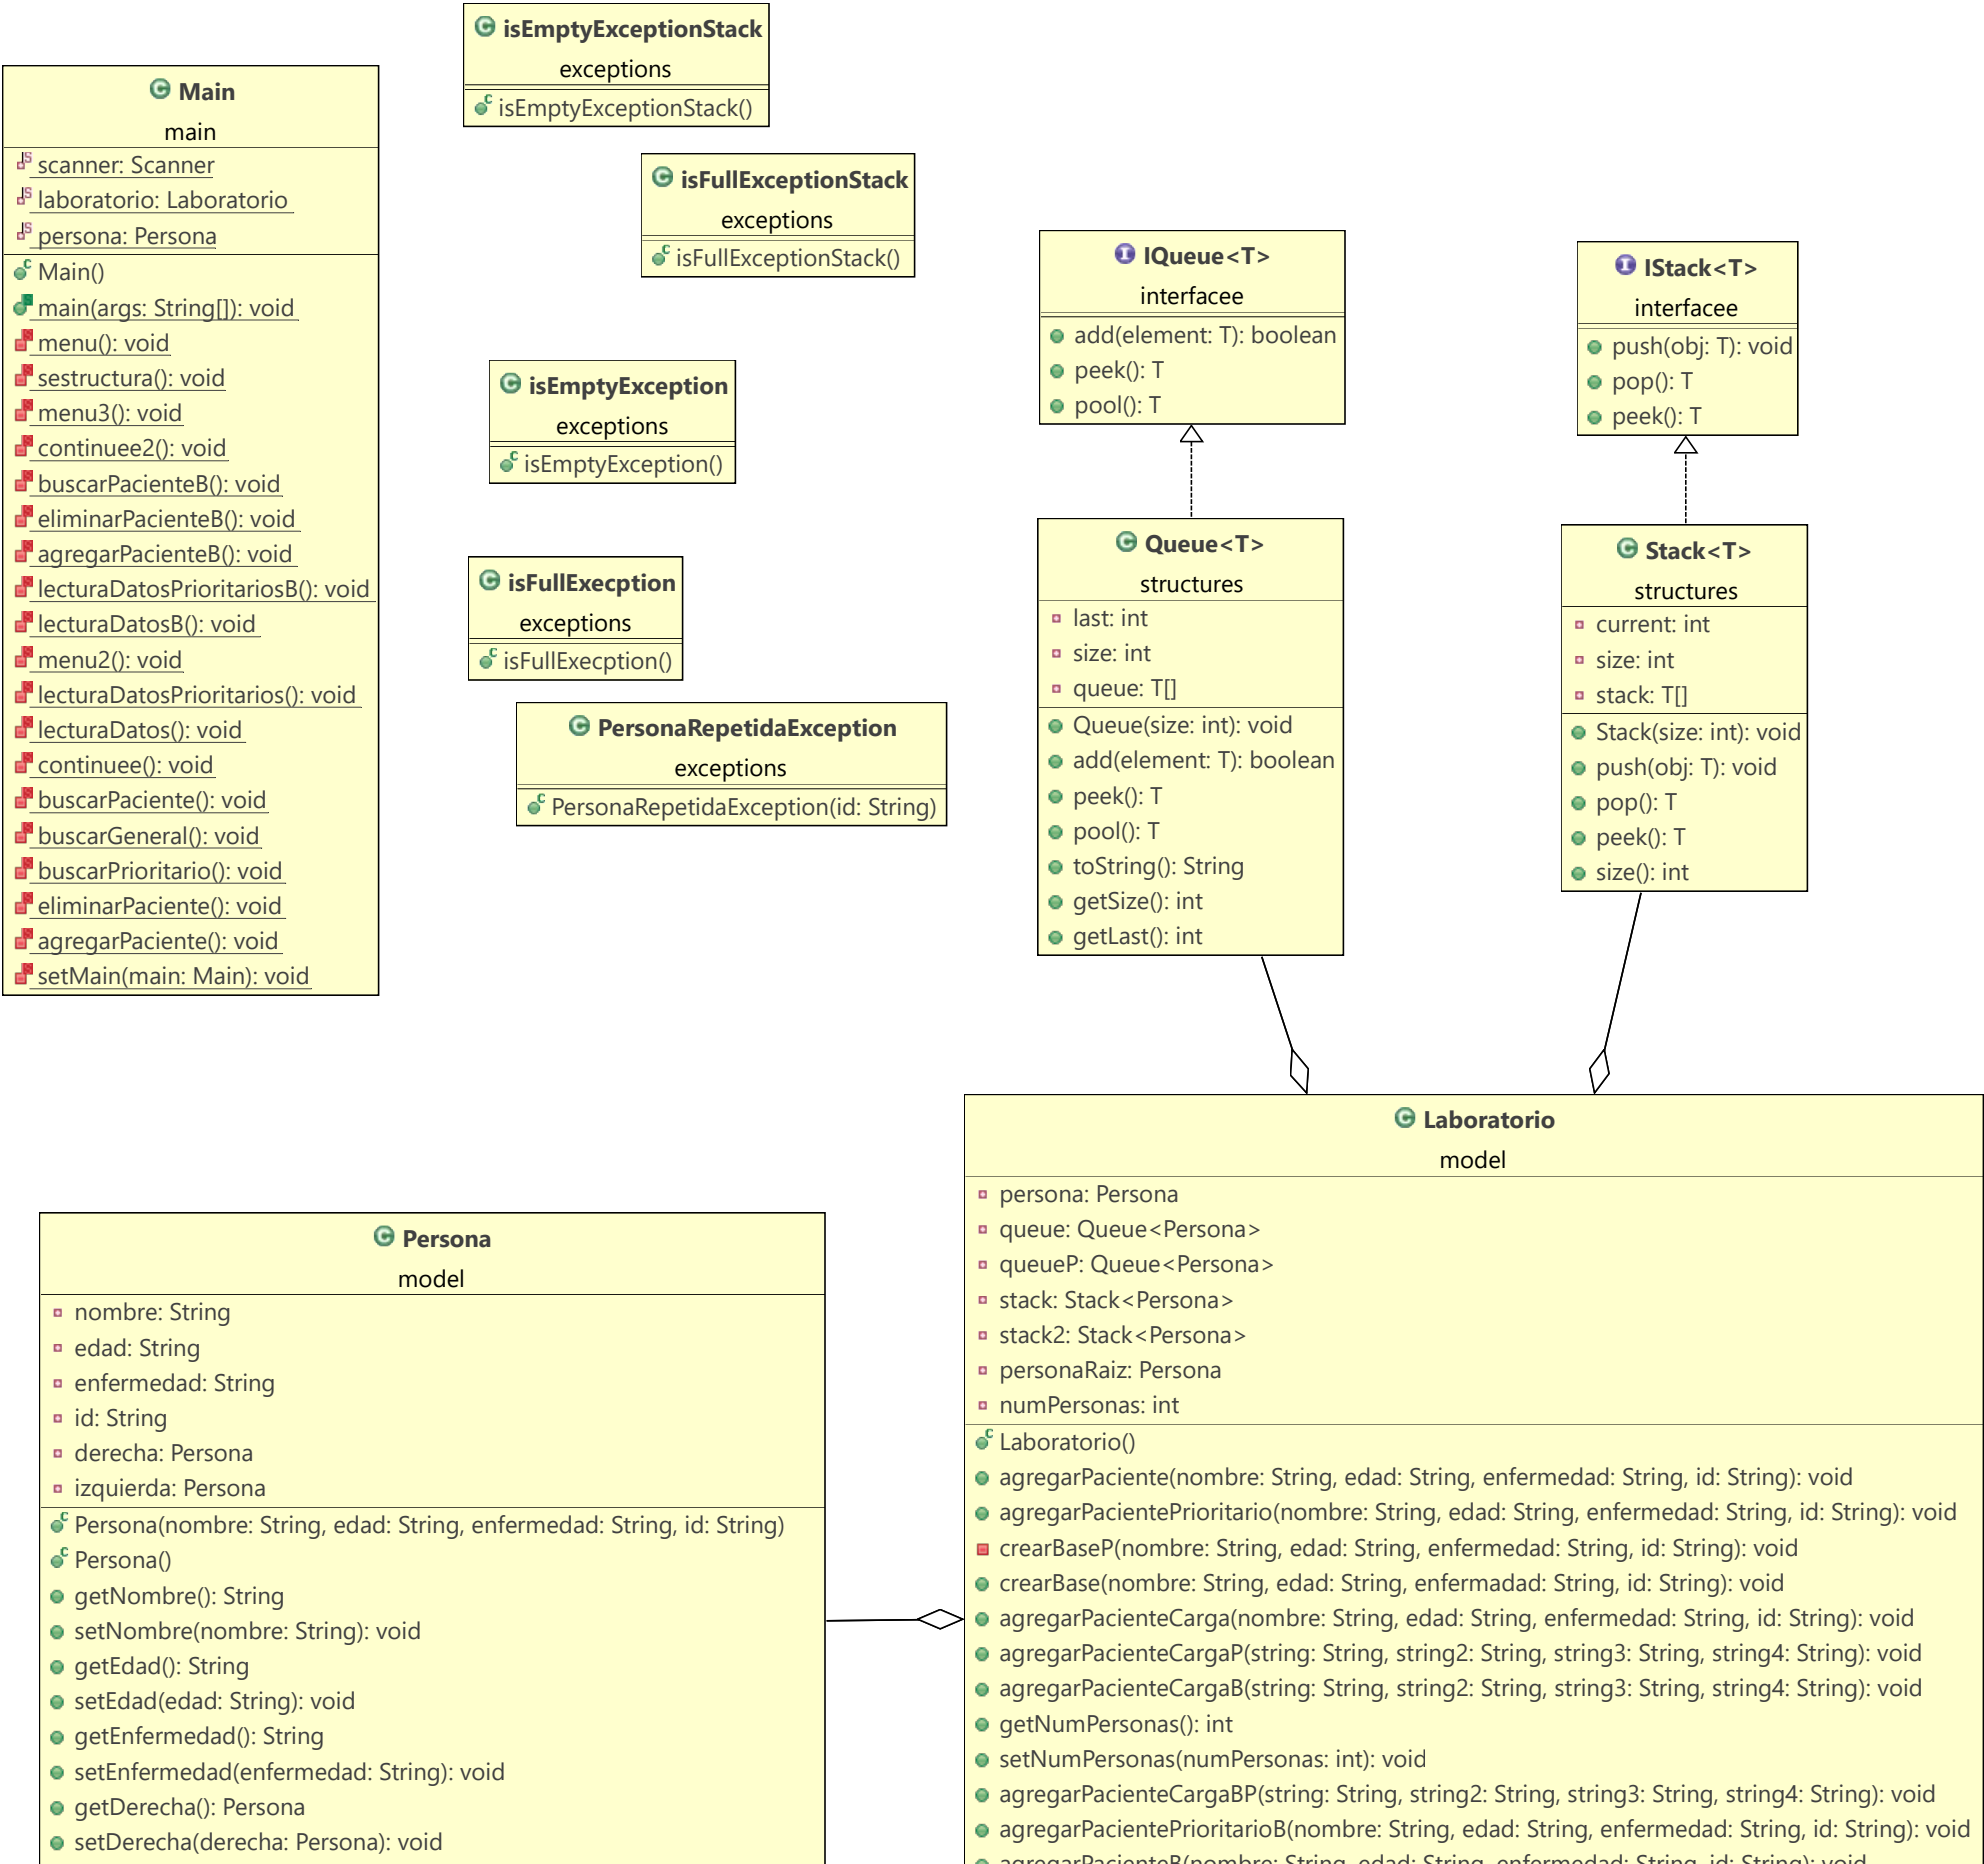 Main
main
scanner: Scanner
laboratorio: Laboratorio
persona: Persona
Main()
main(args: String[]): void
menu(): void
sestructura(): void
menu3(): void
continuee2(): void
buscarPacienteB(): void
eliminarPacienteB(): void
agregarPacienteB(): void
lecturaDatosPrioritariosB(): void
lecturaDatosB(): void
menu2(): void
lecturaDatosPrioritarios(): void
lecturaDatos(): void
continuee(): void
buscarPaciente(): void
buscarGeneral(): void
buscarPrioritario(): void
eliminarPaciente(): void
agregarPaciente(): void
setMain(main: Main): void
isEmptyExceptionStack
exceptions
isEmptyExceptionStack()
isFullExceptionStack
exceptions
isFullExceptionStack()
isEmptyException
exceptions
isEmptyException()
isFullExecption
exceptions
isFullExecption()
PersonaRepetidaException
exceptions
PersonaRepetidaException(id: String)
IQueue<T>
interfacee
add(element: T): boolean
peek(): T
pool(): T
IStack<T>
interfacee
push(obj: T): void
pop(): T
peek(): T
Queue<T>
structures
last: int
size: int
queue: T[]
Queue(size: int): void
add(element: T): boolean
peek(): T
pool(): T
toString(): String
getSize(): int
getLast(): int
Stack<T>
structures
current: int
size: int
stack: T[]
Stack(size: int): void
push(obj: T): void
pop(): T
peek(): T
size(): int
Persona
model
nombre: String
edad: String
enfermedad: String
id: String
derecha: Persona
izquierda: Persona
Persona(nombre: String, edad: String, enfermedad: String, id: String)
Persona()
getNombre(): String
setNombre(nombre: String): void
getEdad(): String
setEdad(edad: String): void
getEnfermedad(): String
setEnfermedad(enfermedad: String): void
getDerecha(): Persona
setDerecha(derecha: Persona): void
Laboratorio
model
persona: Persona
queue: Queue<Persona>
queueP: Queue<Persona>
stack: Stack<Persona>
stack2: Stack<Persona>
personaRaiz: Persona
numPersonas: int
Laboratorio()
agregarPaciente(nombre: String, edad: String, enfermedad: String, id: String): void
agregarPacientePrioritario(nombre: String, edad: String, enfermedad: String, id: String): void
crearBaseP(nombre: String, edad: String, enfermedad: String, id: String): void
crearBase(nombre: String, edad: String, enfermadad: String, id: String): void
agregarPacienteCarga(nombre: String, edad: String, enfermedad: String, id: String): void
agregarPacienteCargaP(string: String, string2: String, string3: String, string4: String): void
agregarPacienteCargaB(string: String, string2: String, string3: String, string4: String): void
getNumPersonas(): int
setNumPersonas(numPersonas: int): void
agregarPacienteCargaBP(string: String, string2: String, string3: String, string4: String): void
agregarPacientePrioritarioB(nombre: String, edad: String, enfermedad: String, id: String): void
agregarPacienteB(nombre: String, edad: String, enfermedad: String, id: String): void